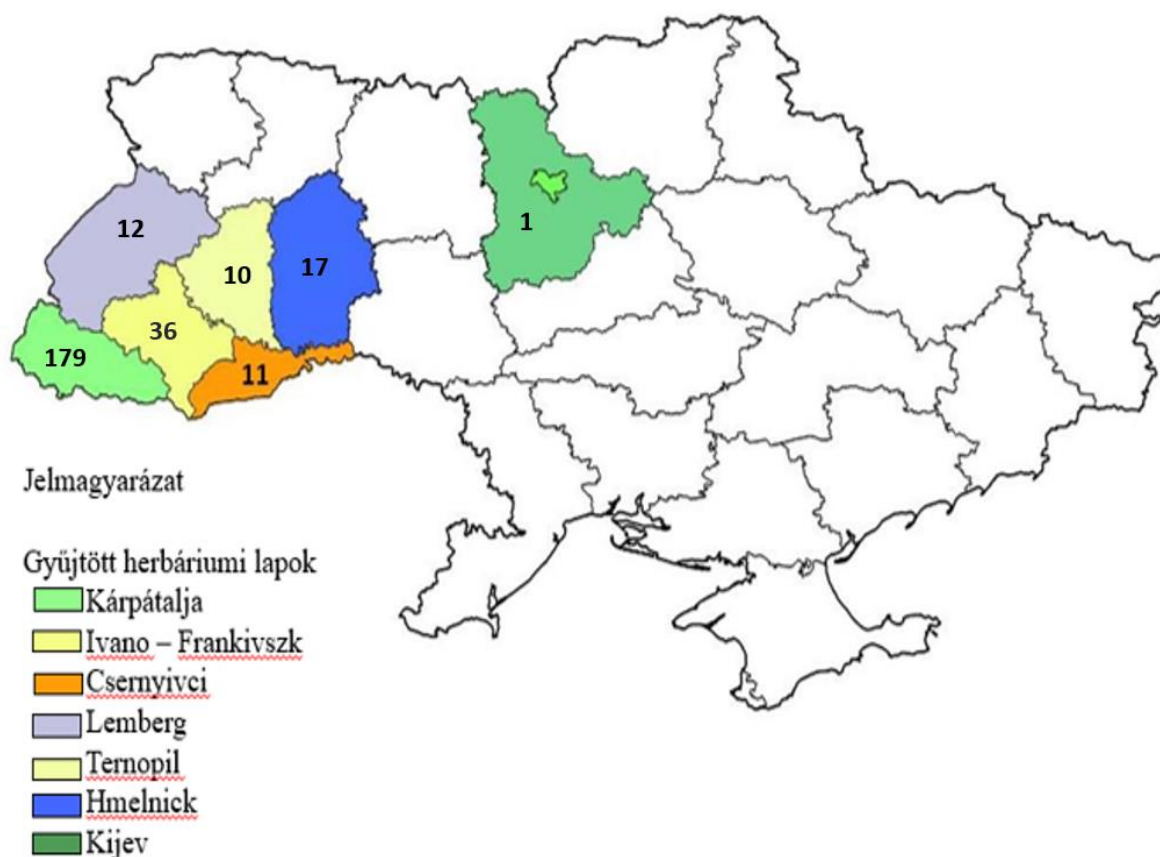 12
1
10
17
36
179
11
Jelmagyarázat
Gyűjtött herbáriumi lapok
Kárpátalja
Ivano – Frankivszk
Csernyivci
Lemberg
Ternopil
Hmelnick
Kijev